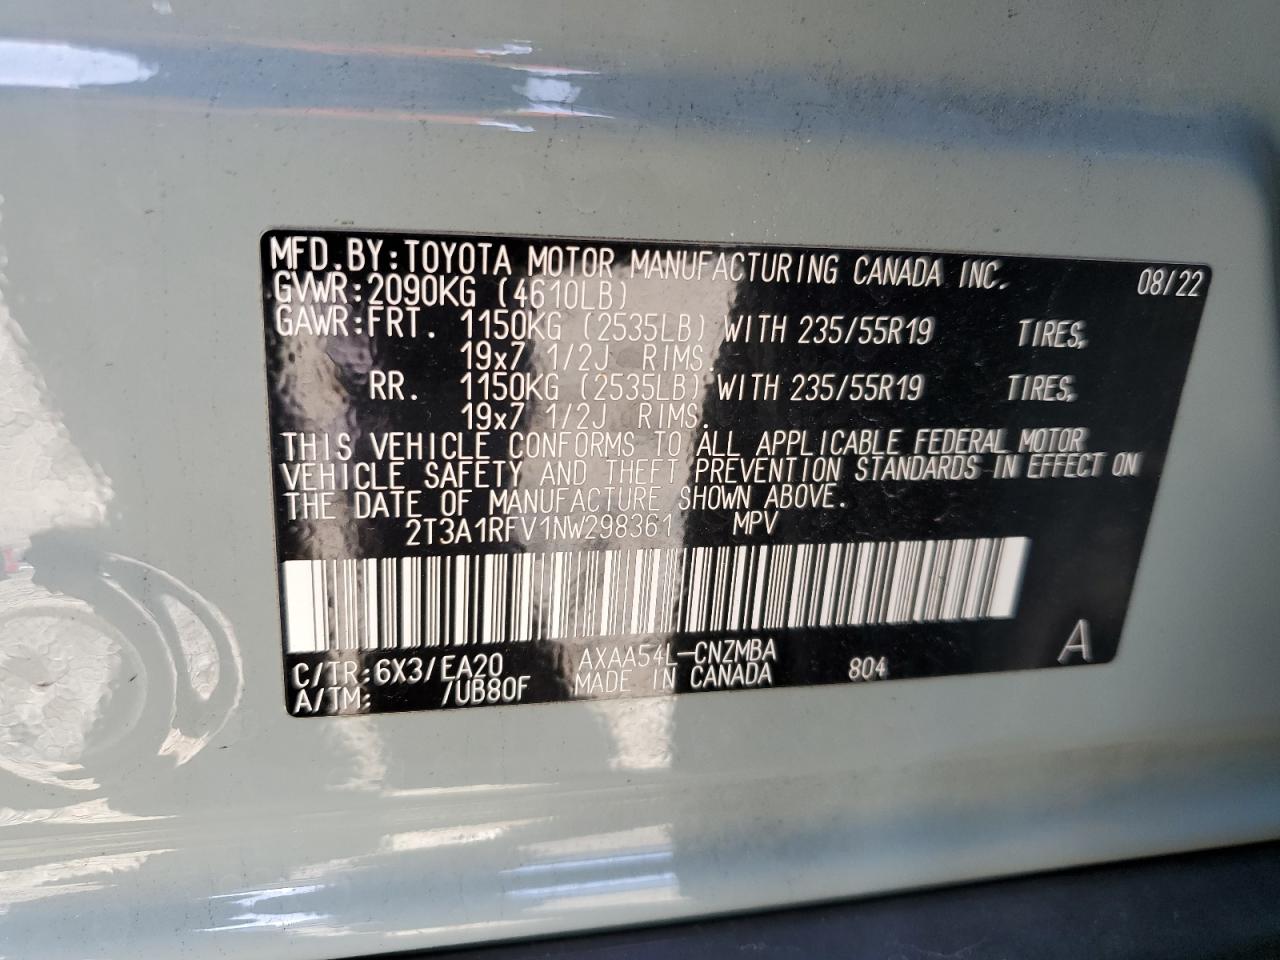 MFD.BY:TOYOTA MOTOR MANUFACTURING CANADA INC. 08/22
GVWR:2090KG (4610LB)
GAWR:FRT. 1150KG (2535LB) WITH 235/55R19 TIRES,
19x7 1/2J RIMS.
RR. 1150KG (2535LB) WITH 235/55R19 TIRES,
19x7 1/2J RIMS.
THIS VEHICLE CONFORMS TO ALL APPLICABLE FEDERAL MOTOR
VEHICLE SAFETY AND THEFT PREVENTION STANDARDS IN EFFECT ON
THE DATE OF MANUFACTURE SHOWN ABOVE.
2T3A1RFV1NW298361 MPV
C/TR:6X3/EA20 AXAA54L-CNZMBA 804 A
A/TM: /UB80F MADE IN CANADA